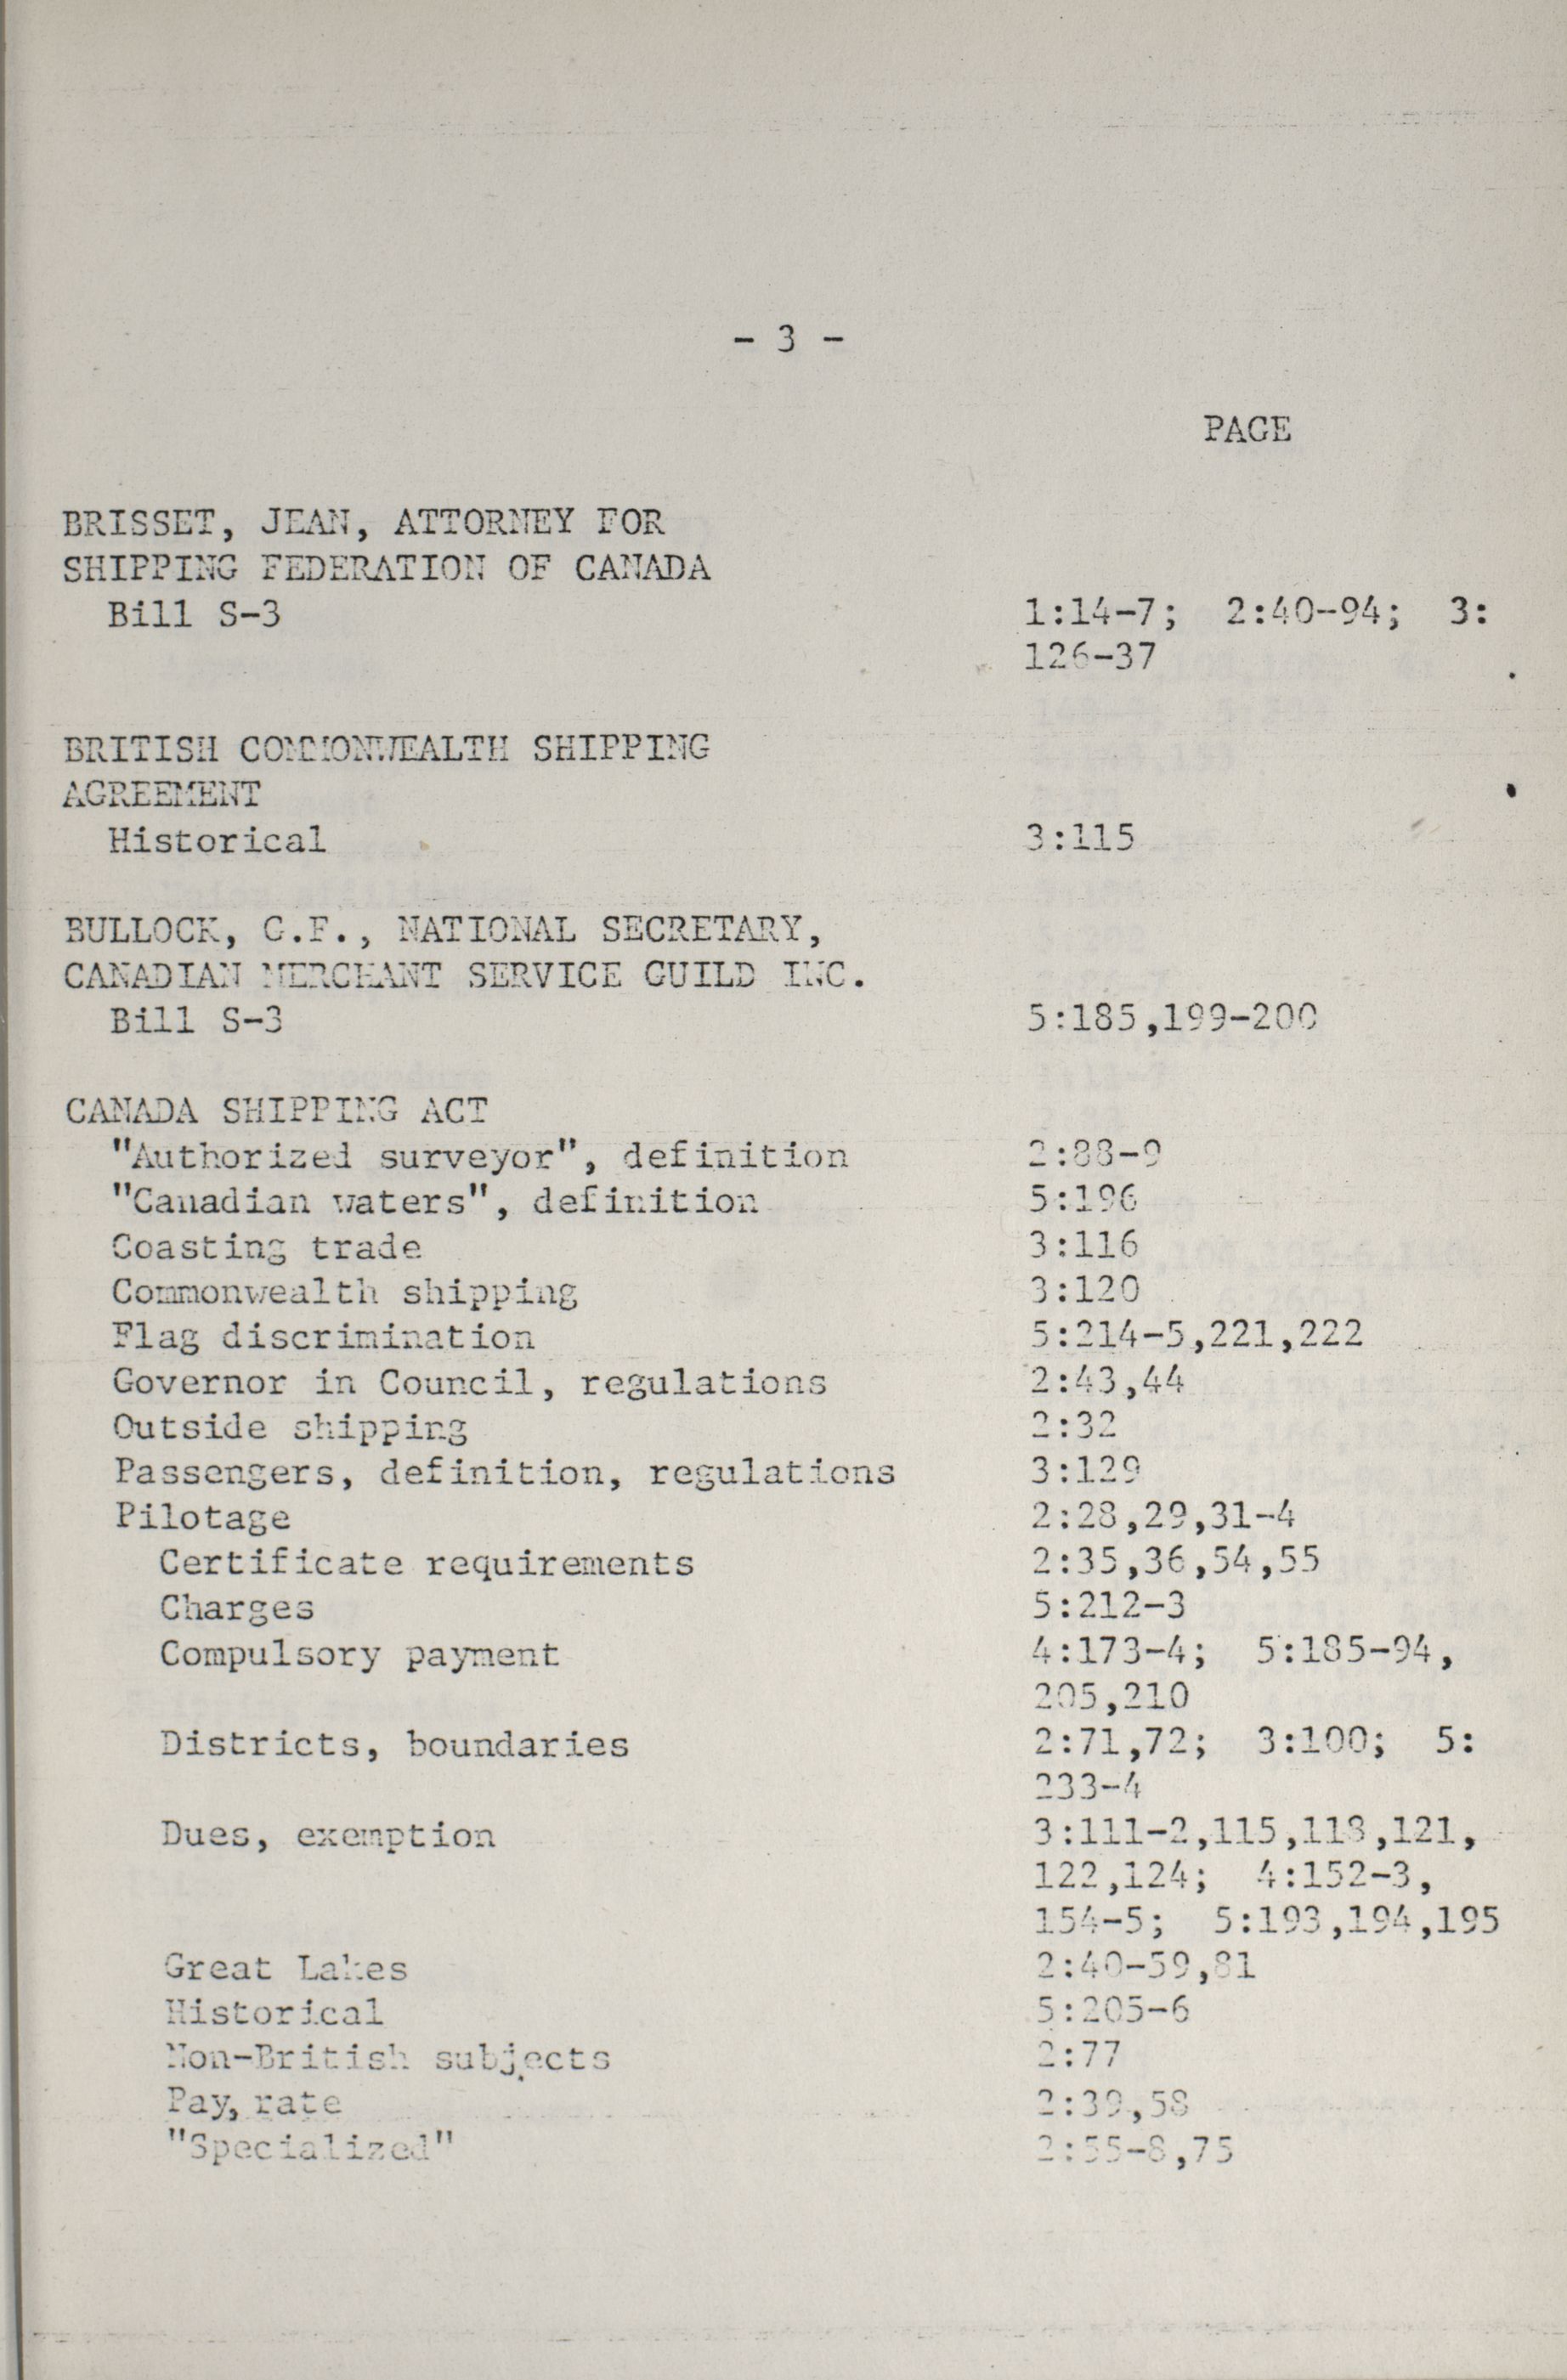 - 3 -
PAGE
BRISSET, JEAN, ATTORNEY FOR
SHIPPING FEDERATION OF CANADA
Bill S-3 1:14-7; 2:40-94; 3:
126-37
BRITISH COMMONWEALTH SHIPPING
AGREEMENT
Historical 3:115
BULLOCK, G.F., NATIONAL SECRETARY,
CANADIAN MERCHANT SERVICE GUILD INC.
Bill S-3 5:185,199-200
CANADA SHIPPING ACT
"Authorized surveyor", definition 2:88-9
"Canadian waters", definition 5:196
Coasting trade 3:116
Commonwealth shipping 3:120
Flag discrimination 5:214-5,221,222
Governor in Council, regulations 2:43,44
Outside shipping 2:32
Passengers, definition, regulations 3:129
Pilotage 2:28,29,31-4
Certificate requirements 2:35,36,54,55
Charges 5:212-3
Compulsory payment 4:173-4; 5:185-94,
205,210
Districts, boundaries 2:71,72; 3:100; 5:
233-4
Dues, exemption 3:111-2,115,118,121,
122,124; 4:152-3,
154-5; 5:193,194,195
Great Lakes 2:40-59,81
Historical 5:205-6
Non-British subjects 2:77
Pay, rate 2:39,58
"Specialized" 2:55-8,75